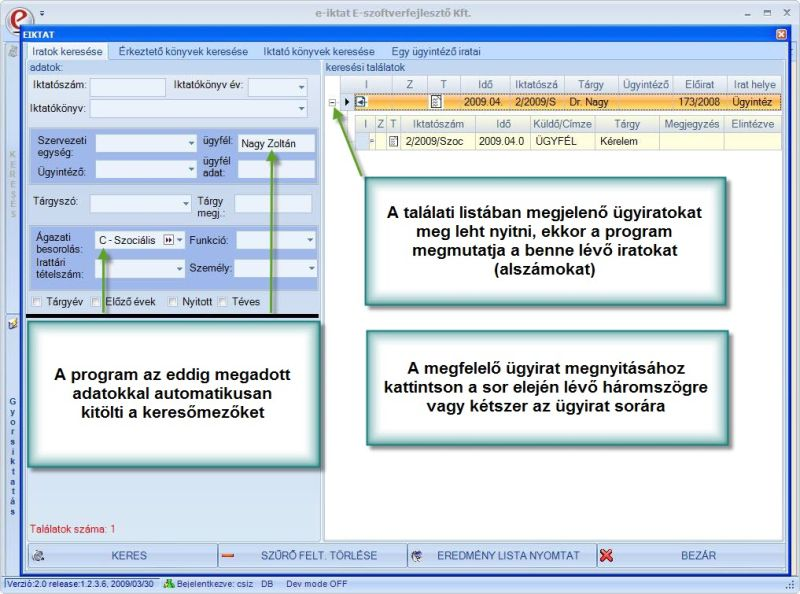 e-iktat E-szoftverfejlesztő Kft.
EIKTAT
Iratok keresése Érkeztető könyvek keresése Iktató könyvek keresése Egy ügyintéző iratai
adatok:
Iktatószám: Iktatókönyv év:
Iktatókönyv:
Szervezeti egység: ügyfél: Nagy Zoltán
Ügyintéző: ügyfél adat:
Tárgyszó: Tárgy megj.:
Ágazati besorolás: C - Szociális Funkció:
Irattári tételszám: Személy:
Tárgyév Előző évek Nyitott Téves
A program az eddig megadott
adatokkal automatikusan
kitölti a keresőmezőket
Találatok száma: 1
keresési találatok
I Z T Idő Iktatószá Tárgy Ügyintéző Előirat Irat helye
2009.04. 2/2009/S Dr. Nagy 173/2008 Ügyintéz
I Z T Iktatószám Idő Küldő/Címze Tárgy Megjegyzés Elintézve
2/2009/Szoc 2009.04.0 ÜGYFÉL Kérelem
A találati listában megjelenő ügyiratokat
meg leht nyitni, ekkor a program
megmutatja a benne lévő iratokat
(alszámokat)
A megfelelő ügyirat megnyitásához
kattintson a sor elején lévő háromszögre
vagy kétszer az ügyirat sorára
KERES SZŰRŐ FELT. TÖRLÉSE EREDMÉNY LISTA NYOMTAT BEZÁR
KERESÉS
Gyorsiktatás
Verzió:2.0 release:1.2.3.6, 2009/03/30 Bejelentkezve: csiz DB Dev mode OFF